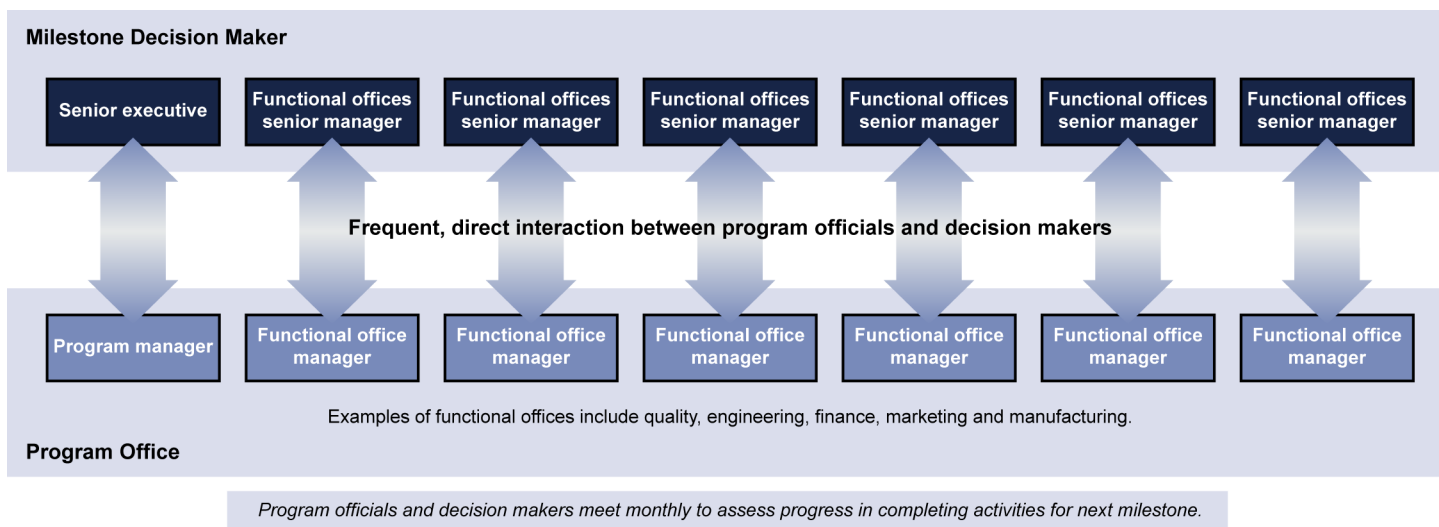 Milestone Decision Maker
Senior executive
Functional offices
senior manager
Functional offices
senior manager
Functional offices
senior manager
Functional offices
senior manager
Functional offices
senior manager
Functional offices
senior manager
Frequent, direct interaction between program officials and decision makers
Program manager
Functional office
manager
Functional office
manager
Functional office
manager
Functional office
manager
Functional office
manager
Functional office
manager
Examples of functional offices include quality, engineering, finance, marketing and manufacturing.
Program Office
Program officials and decision makers meet monthly to assess progress in completing activities for next milestone.